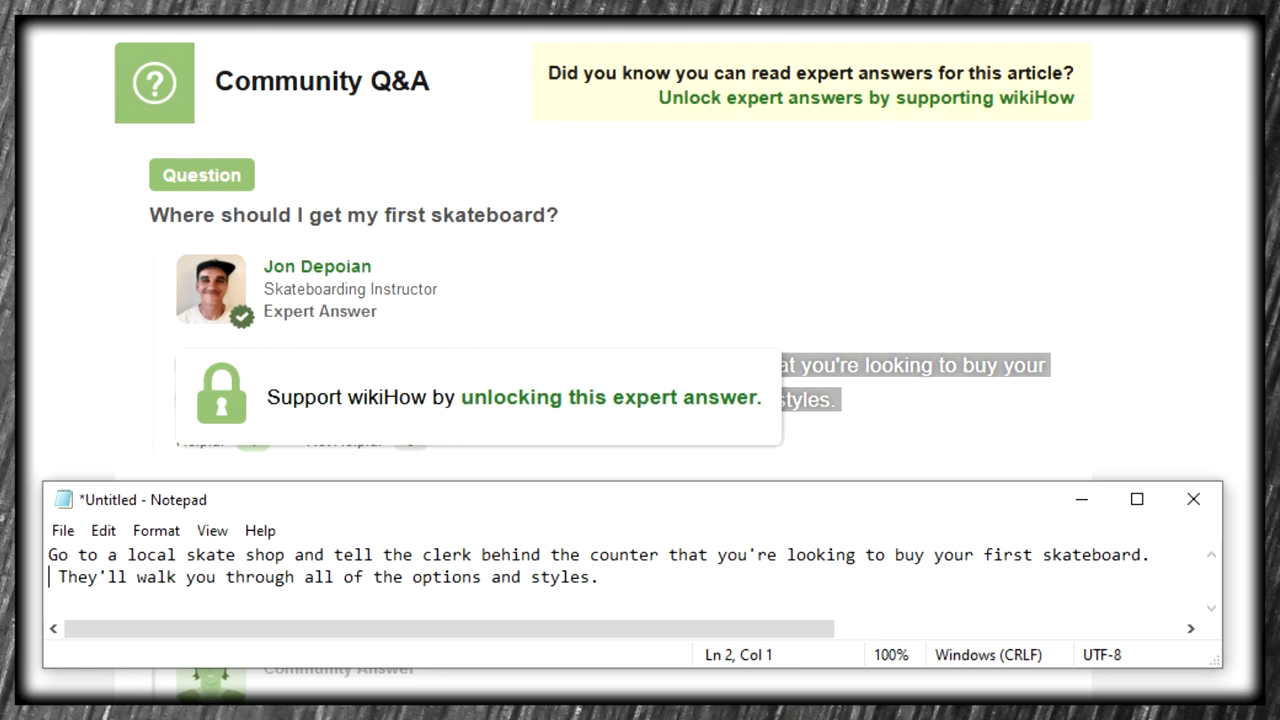 Community Q&A
Did you know you can read expert answers for this article?
Unlock expert answers by supporting wikiHow
Question
Where should I get my first skateboard?
Jon Depoian
Skateboarding Instructor
Expert Answer
at you're looking to buy your
Support wikiHow by unlocking this expert answer.
styles.
*Untitled - Notepad
File Edit Format View Help
Go to a local skate shop and tell the clerk behind the counter that you're looking to buy your first skateboard.
They'll walk you through all of the options and styles.
Ln 2, Col 1 100% Windows (CRLF) UTF-8
Community Answer